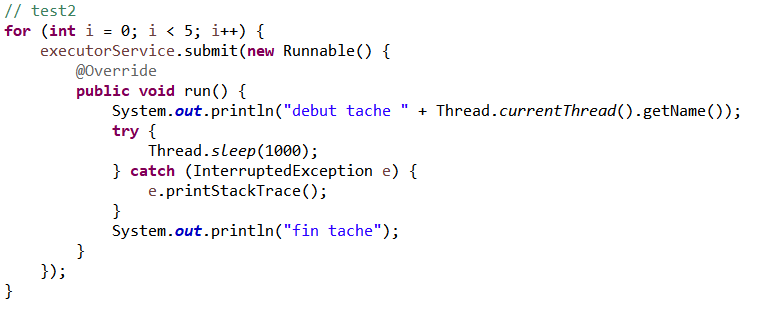 // test2
for (int i = 0; i < 5; i++) {
    executorService.submit(new Runnable() {
        @Override
        public void run() {
            System.out.println("debut tache " + Thread.currentThread().getName());
            try {
                Thread.sleep(1000);
            } catch (InterruptedException e) {
                e.printStackTrace();
            }
            System.out.println("fin tache");
        }
    });
}